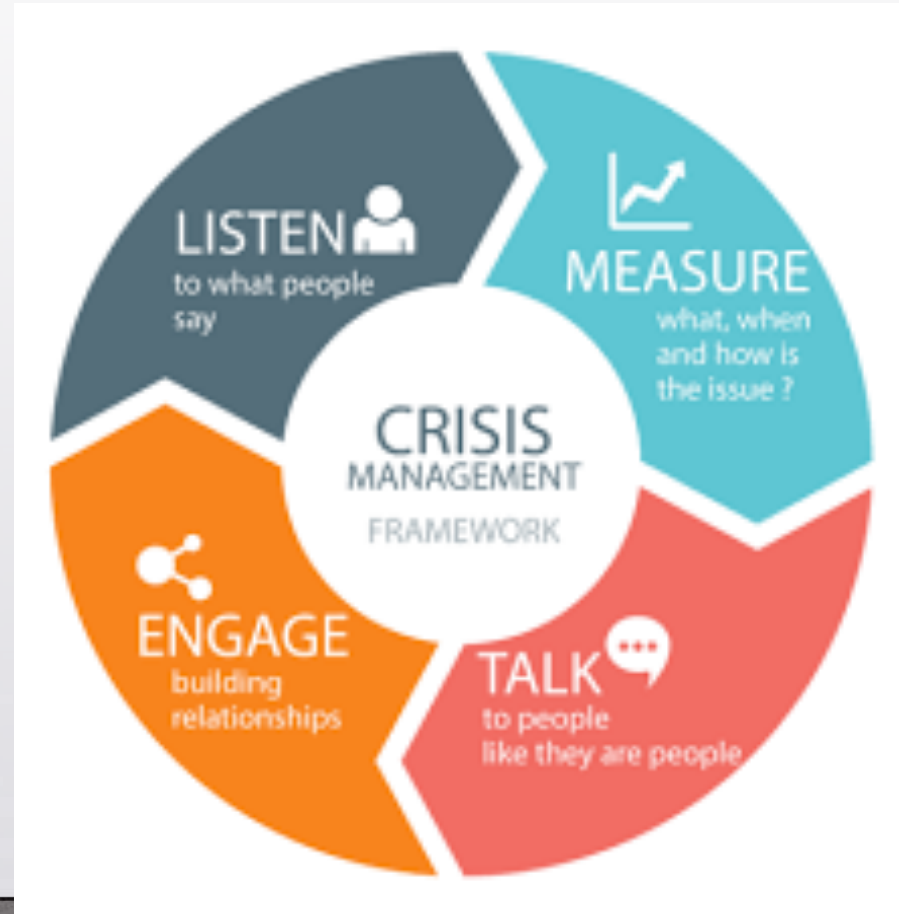 LISTEN
to what people
say
MEASURE
what, when
and how is
the issue ?
CRISIS
MANAGEMENT
FRAMEWORK
TALK
to people
like they are people
ENGAGE
building
relationships